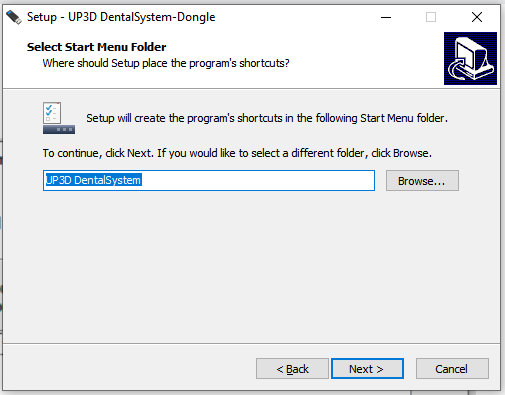 Setup - UP3D DentalSystem-Dongle
Select Start Menu Folder
Where should Setup place the program's shortcuts?
Setup will create the program's shortcuts in the following Start Menu folder.
To continue, click Next. If you would like to select a different folder, click Browse.
UP3D DentalSystem
Browse...
< Back
Next >
Cancel